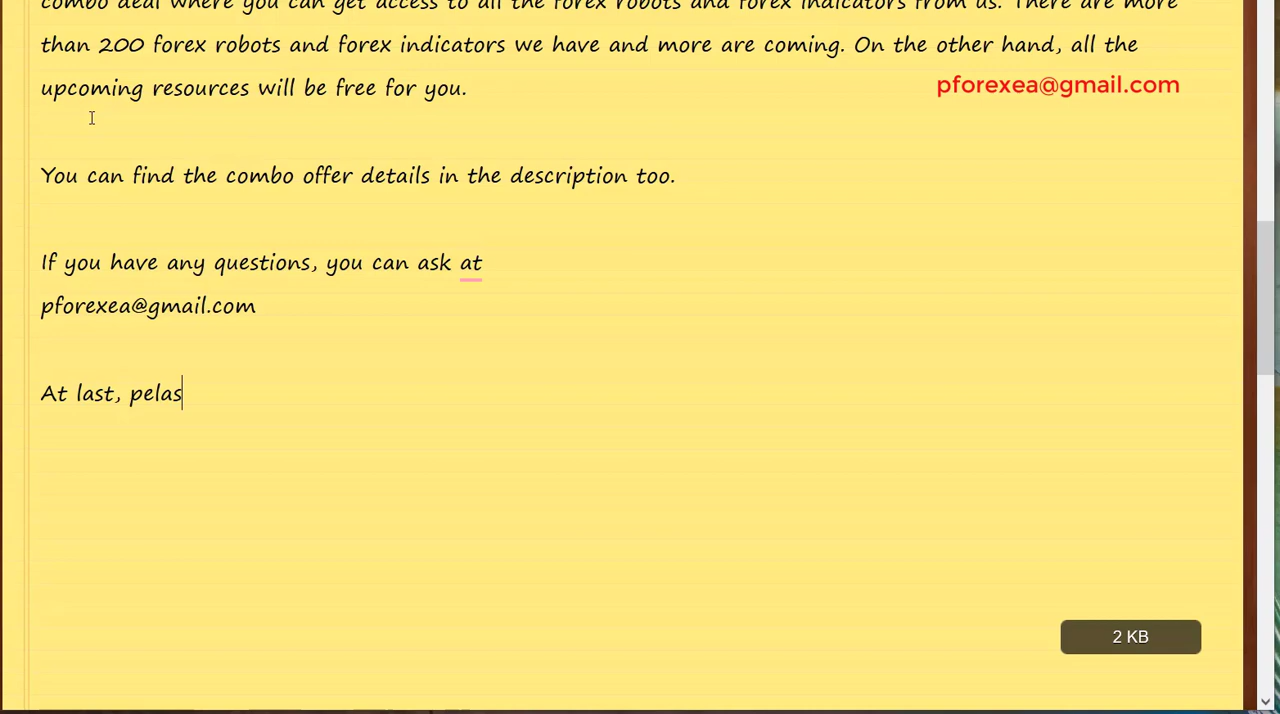 combo deal where you can get access to all the forex robots and forex indicators from us. There are more
than 200 forex robots and forex indicators we have and more are coming. On the other hand, all the
upcoming resources will be free for you.
pforexea@gmail.com
You can find the combo offer details in the description too.
If you have any questions, you can ask at
pforexea@gmail.com
At last, pelas
2 KB